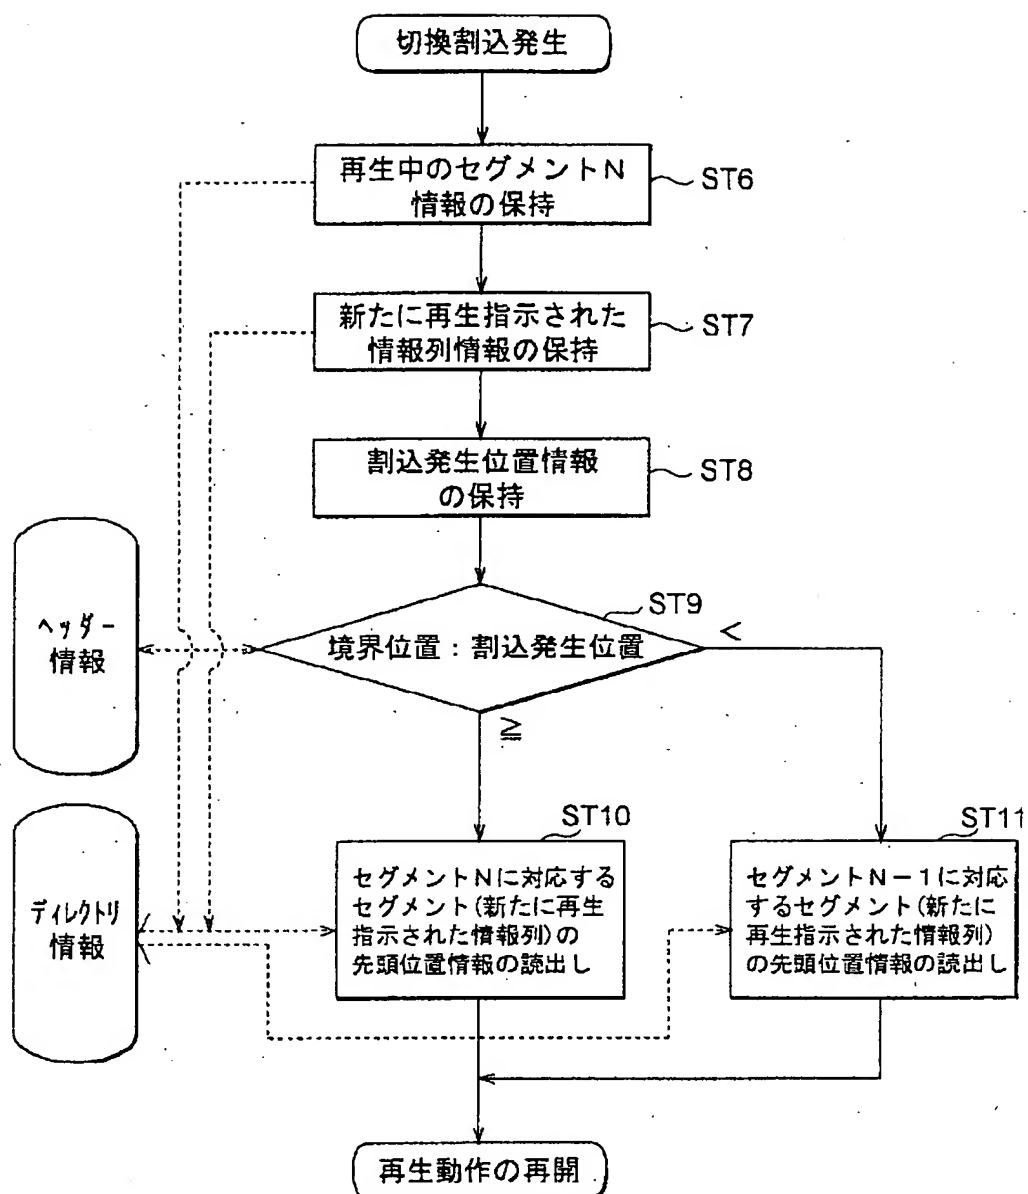 切換割込発生
再生中のセグメントN
情報の保持
ST6
新たに再生指示された
情報列情報の保持
ST7
割込発生位置情報
の保持
ST8
ST9
境界位置：割込発生位置
<
≧
ヘッダー
情報
ST10
セグメントNに対応する
セグメント(新たに再生
指示された情報列)の
先頭位置情報の読出し
ST11
セグメントN－1に対応
するセグメント(新たに
再生指示された情報列)
の先頭位置情報の読出し
ディレクトリ
情報
再生動作の再開